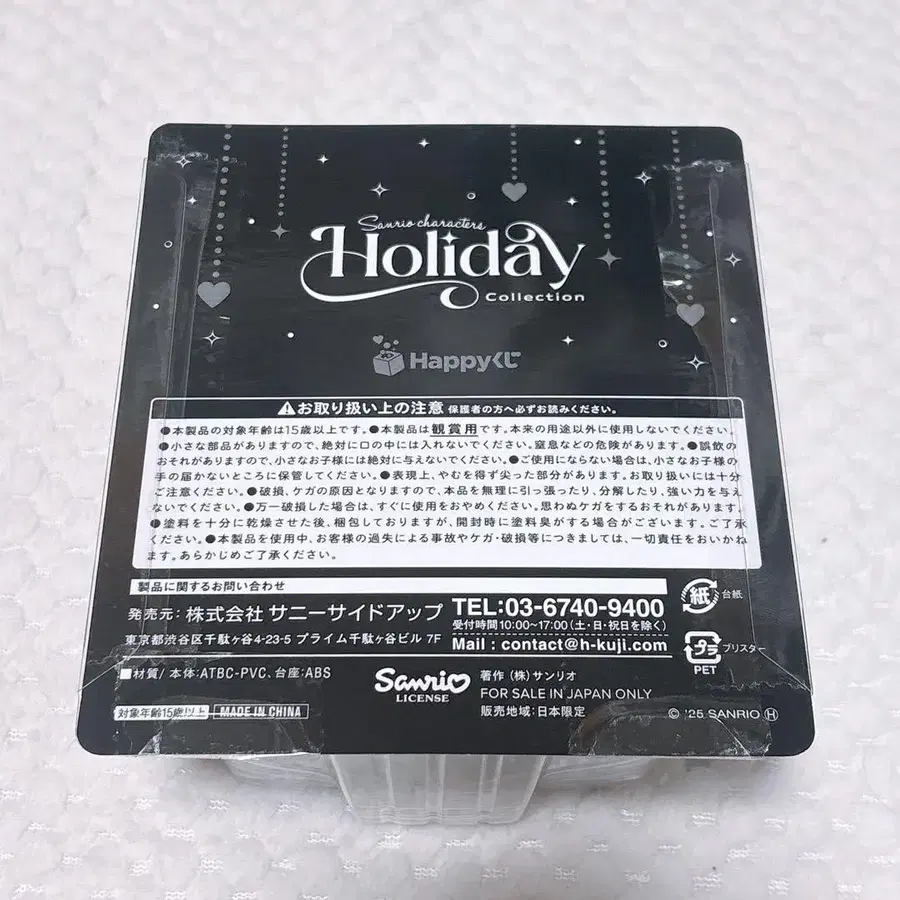 Sanrio characters
Holiday
Collection
Happyくじ
⚠お取り扱い上の注意 保護者の方へ必ずお読みください。
●本製品の対象年齢は15歳以上です。●本製品は観賞用です。本来の用途以外に使用しないでください。
●小さな部品がありますので、絶対に口の中には入れないでください。窒息などの危険があります。●誤飲の
おそれがありますので、小さなお子様には絶対に与えないでください。●ご使用にならない場合は、小さなお子様の
手の届かないところに保管してください。●表現上、やむを得ず尖った部分があります。お取り扱いには十分
ご注意ください。●破損、ケガの原因となりますので、本品を無理に引っ張ったり、分解したり、強い力を与え
ないでください。●万一破損した場合は、すぐに使用をおやめください。思わぬケガをするおそれがあります。
●塗料を十分に乾燥させた後、梱包しておりますが、開封時に塗料臭がする場合がございます。ご了承
ください。●本製品を使用中、お客様の過失による事故やケガ・破損等につきましては、一切責任をおいかね
ます。あらかじめご了承ください。
製品に関するお問い合わせ
発売元：株式会社 サニーサイドアップ
東京都渋谷区千駄ヶ谷4-23-5 プライム千駄ヶ谷ビル 7F
TEL:03-6740-9400
受付時間10:00〜17:00（土・日・祝日を除く）
Mail : contact@h-kuji.com
紙 台紙
プラ ブリスター
PET
■材質/本体:ATBC-PVC、台座:ABS
対象年齢15歳以上 MADE IN CHINA
Sanrio
LICENSE
著作（株）サンリオ
FOR SALE IN JAPAN ONLY
販売地域:日本限定
© '25 SANRIO Ⓗ